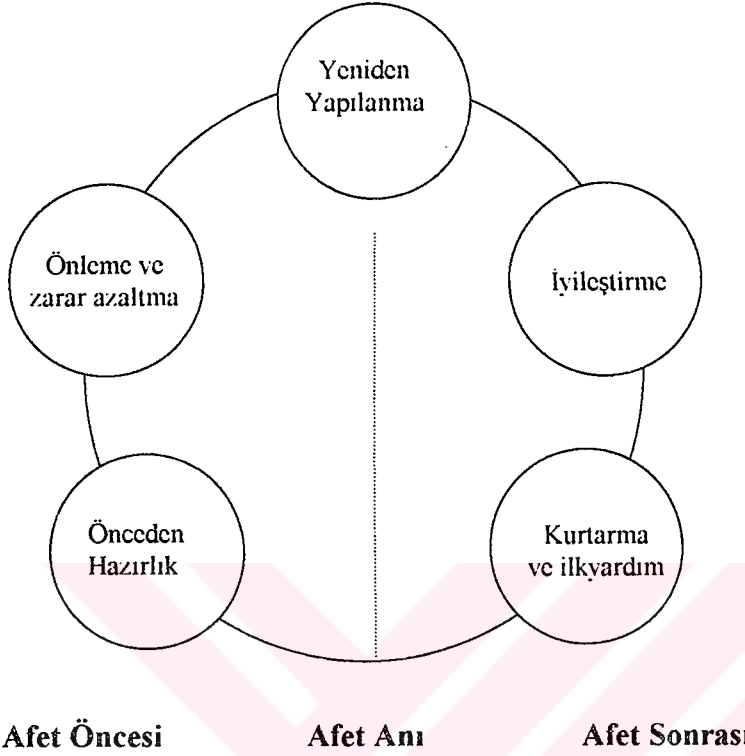 Yeniden
Yapılanma
Önleme ve
zarar azaltma
İyileştirme
Önceden
Hazırlık
Kurtarma
ve ilkyardım
Afet Öncesi
Afet Anı
Afet Sonrası